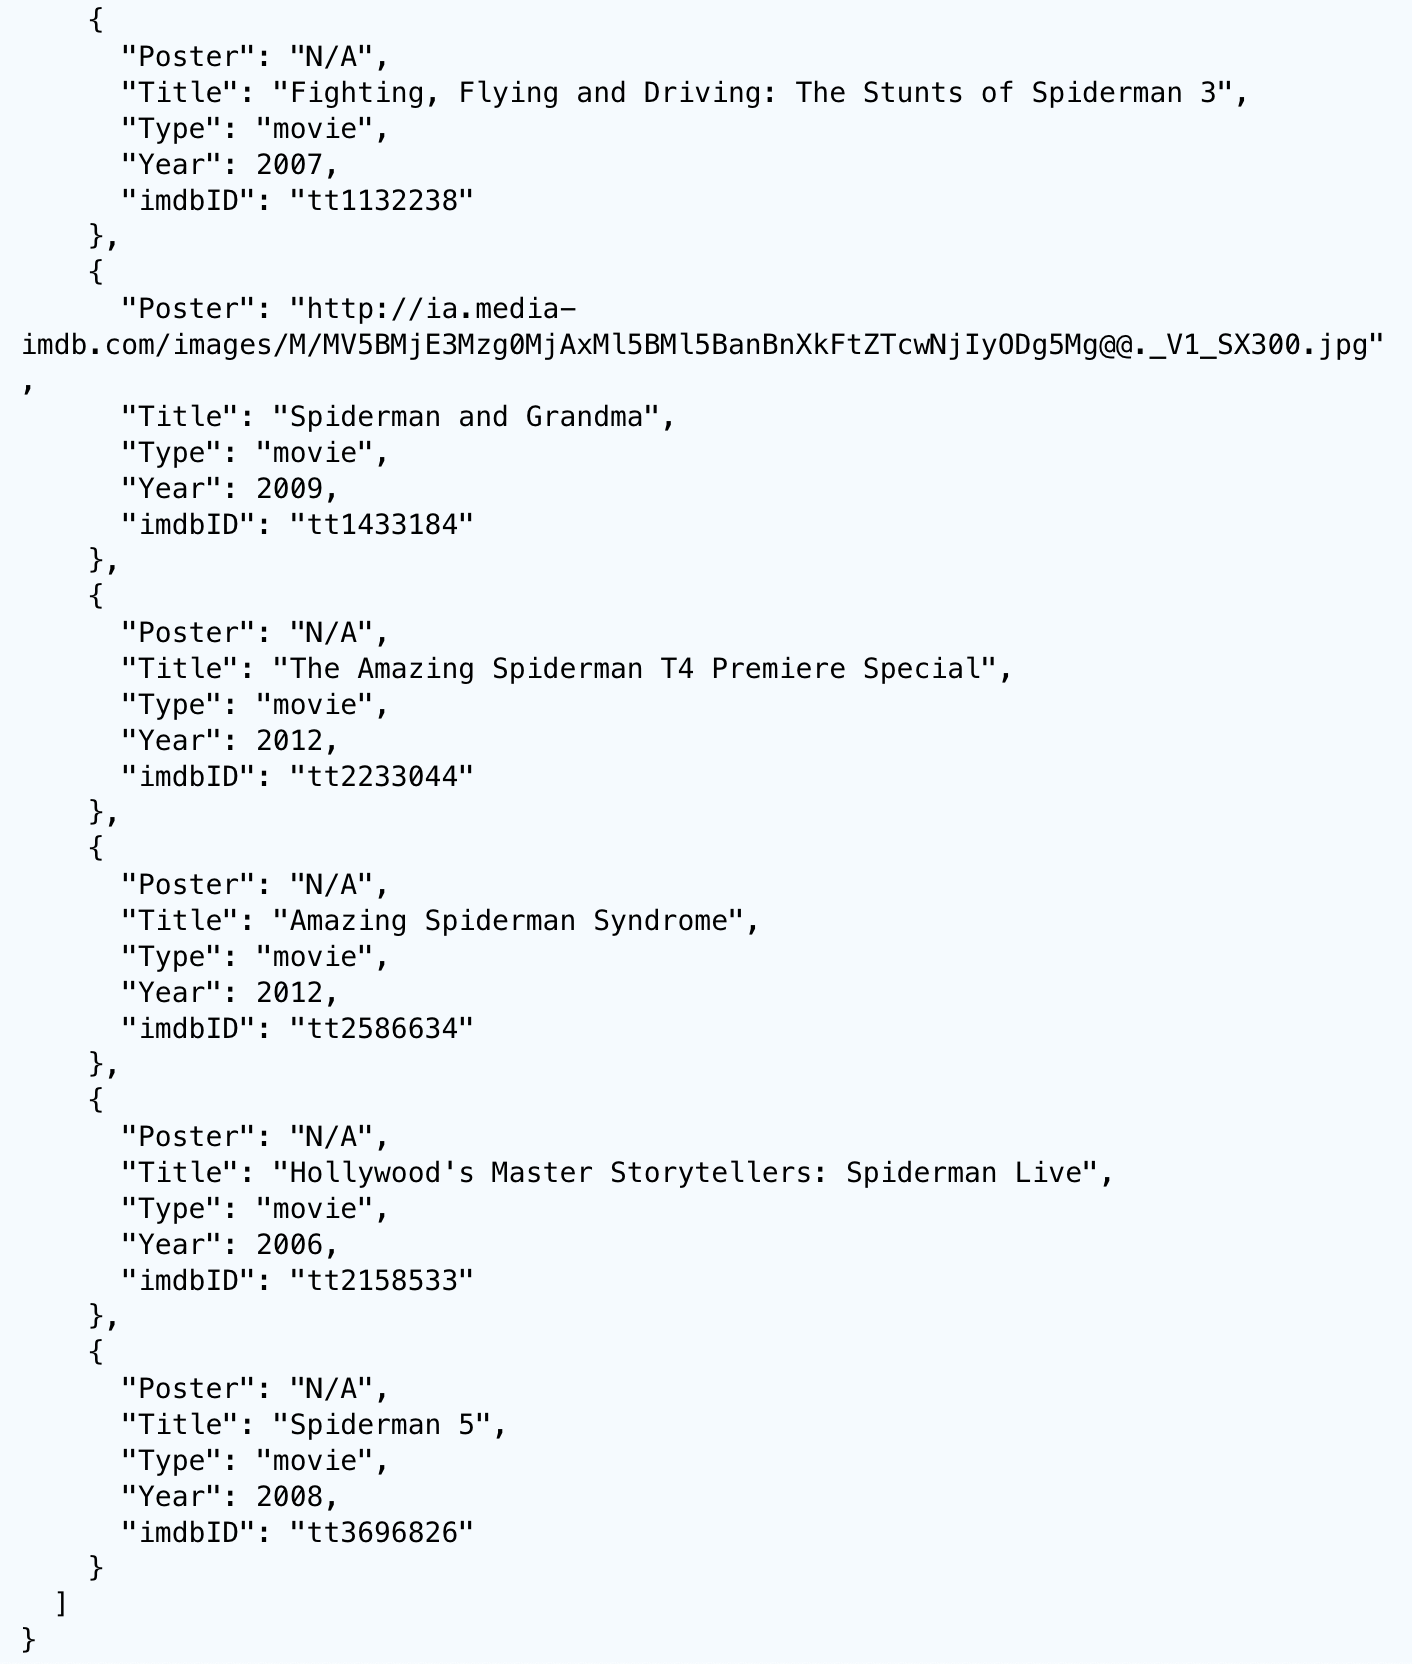 {
"Poster": "N/A",
"Title": "Fighting, Flying and Driving: The Stunts of Spiderman 3",
"Type": "movie",
"Year": 2007,
"imdbID": "tt1132238"
},
{
"Poster": "http://ia.media-
imdb.com/images/M/MV5BMjE3Mzg0MjAxMl5BMl5BanBnXkFtZTcwNjIyODg5Mg@@._V1_SX300.jpg"
,
"Title": "Spiderman and Grandma",
"Type": "movie",
"Year": 2009,
"imdbID": "tt1433184"
},
{
"Poster": "N/A",
"Title": "The Amazing Spiderman T4 Premiere Special",
"Type": "movie",
"Year": 2012,
"imdbID": "tt2233044"
},
{
"Poster": "N/A",
"Title": "Amazing Spiderman Syndrome",
"Type": "movie",
"Year": 2012,
"imdbID": "tt2586634"
},
{
"Poster": "N/A",
"Title": "Hollywood's Master Storytellers: Spiderman Live",
"Type": "movie",
"Year": 2006,
"imdbID": "tt2158533"
},
{
"Poster": "N/A",
"Title": "Spiderman 5",
"Type": "movie",
"Year": 2008,
"imdbID": "tt3696826"
}
]
}